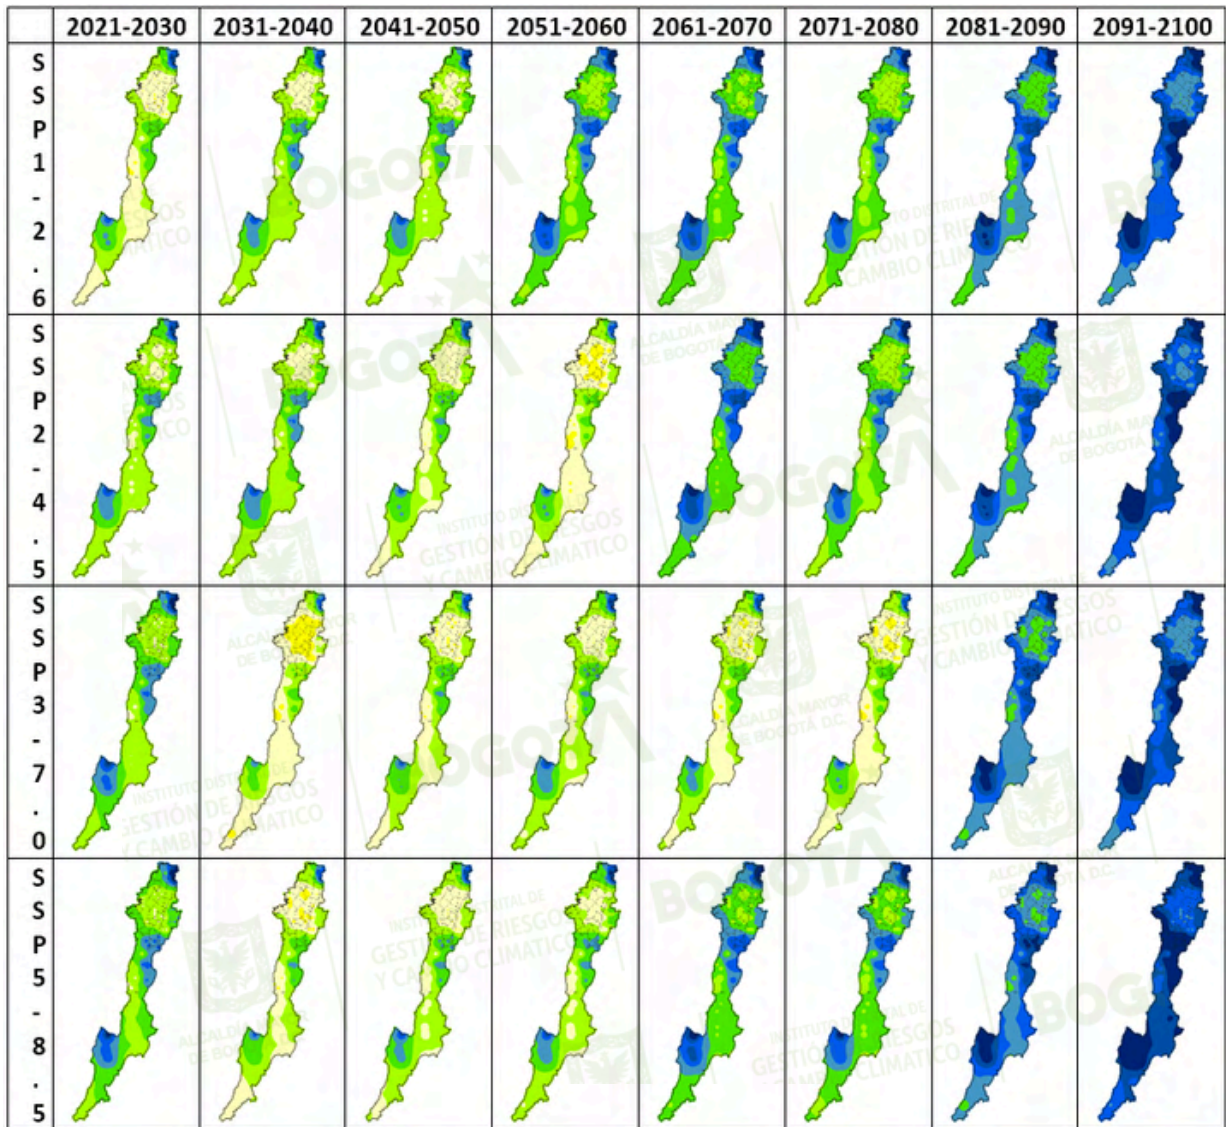 2021-2030 2031-2040 2041-2050 2051-2060 2061-2070 2071-2080 2081-2090 2091-2100
S
S
P
1
-
2
.
6
S
S
P
2
-
4
.
5
S
S
P
3
-
7
.
0
S
S
P
5
-
8
.
5
BOGOTÁ
ALCALDÍA MAYOR
DE BOGOTÁ D.C.
INSTITUTO DISTRITAL DE
GESTIÓN DE RIESGOS
Y CAMBIO CLIMATICO